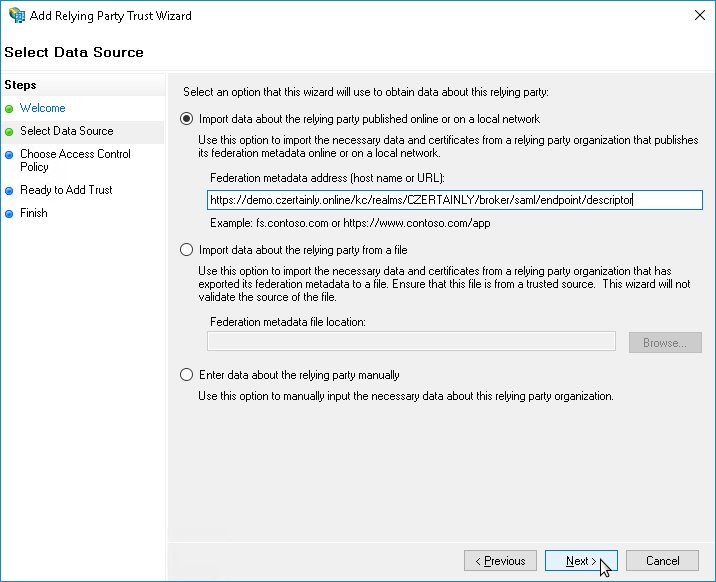 Add Relying Party Trust Wizard
Select Data Source
Steps
Welcome
Select Data Source
Choose Access Control
Policy
Ready to Add Trust
Finish
Select an option that this wizard will use to obtain data about this relying party:
Import data about the relying party published online or on a local network
Use this option to import the necessary data and certificates from a relying party organization that publishes
its federation metadata online or on a local network.
Federation metadata address (host name or URL):
https://demo.czertainly.online/kc/realms/CZERTAINLY/broker/saml/endpoint/descriptor
Example: fs.contoso.com or https://www.contoso.com/app
Import data about the relying party from a file
Use this option to import the necessary data and certificates from a relying party organization that has
exported its federation metadata to a file. Ensure that this file is from a trusted source.  This wizard will not
validate the source of the file.
Federation metadata file location:
Browse...
Enter data about the relying party manually
Use this option to manually input the necessary data about this relying party organization.
< Previous
Next >
Cancel